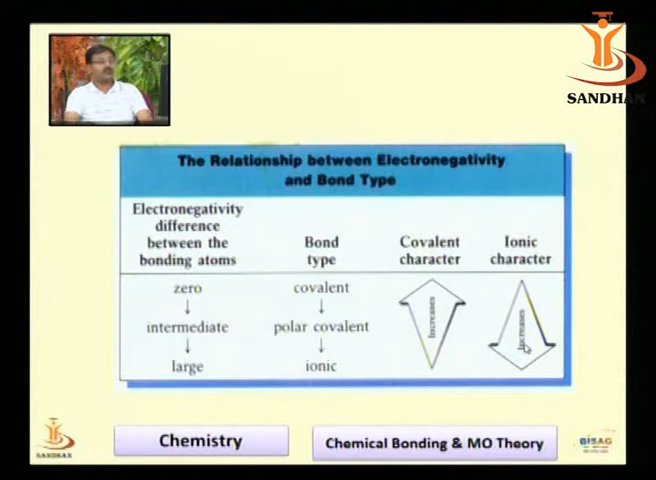 SANDHAN
The Relationship between Electronegativity
and Bond Type
Electronegativity
difference
between the
bonding atoms
Bond
type
Covalent
character
Ionic
character
zero
covalent
Increases
Increases
intermediate
polar covalent
large
ionic
SANDHAN
Chemistry
Chemical Bonding & MO Theory
BISAG